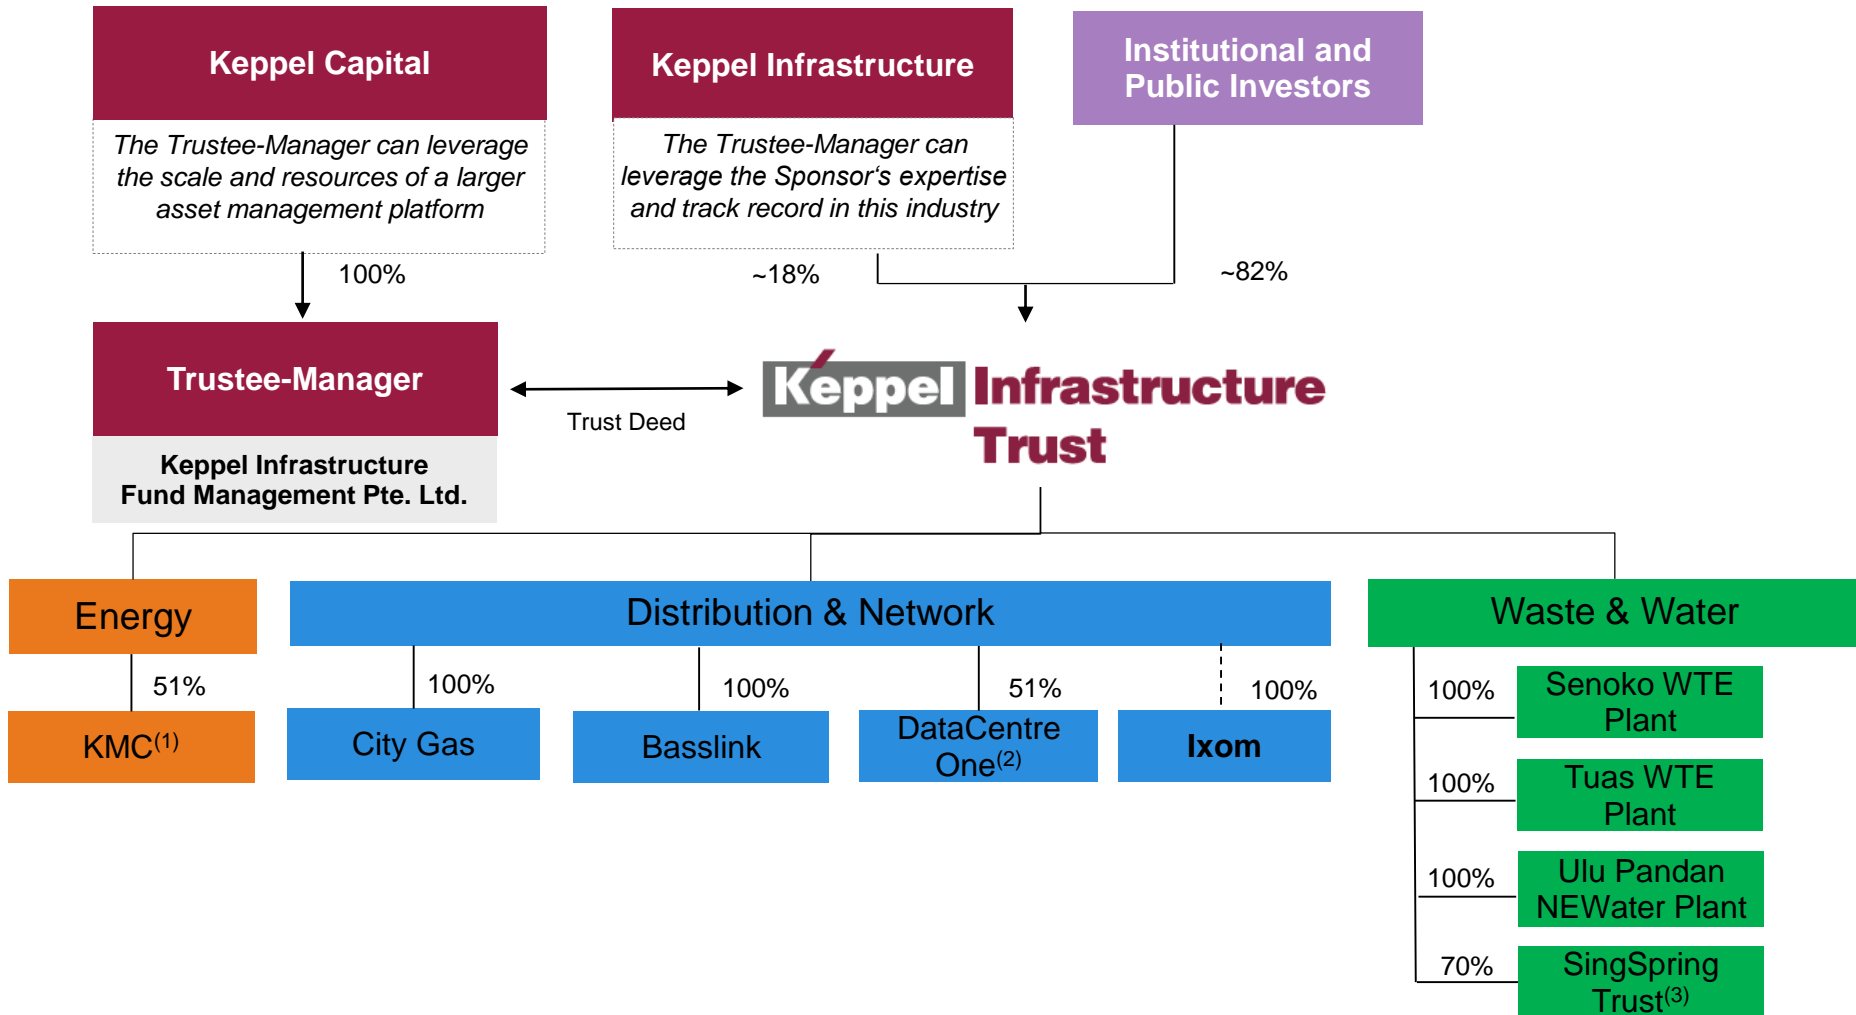 Keppel Capital
The Trustee-Manager can leverage
the scale and resources of a larger
asset management platform
Keppel Infrastructure
The Trustee-Manager can
leverage the Sponsor‘s expertise
and track record in this industry
Institutional and
Public Investors
100%
~18%
~82%
Trustee-Manager
Keppel Infrastructure
Fund Management Pte. Ltd.
Trust Deed
Keppel Infrastructure
Trust
Energy
51%
KMC(1)
Distribution & Network
100%
City Gas
100%
Basslink
51%
DataCentre
One(2)
100%
Ixom
Waste & Water
100%
Senoko WTE
Plant
100%
Tuas WTE
Plant
100%
Ulu Pandan
NEWater Plant
70%
SingSpring
Trust(3)